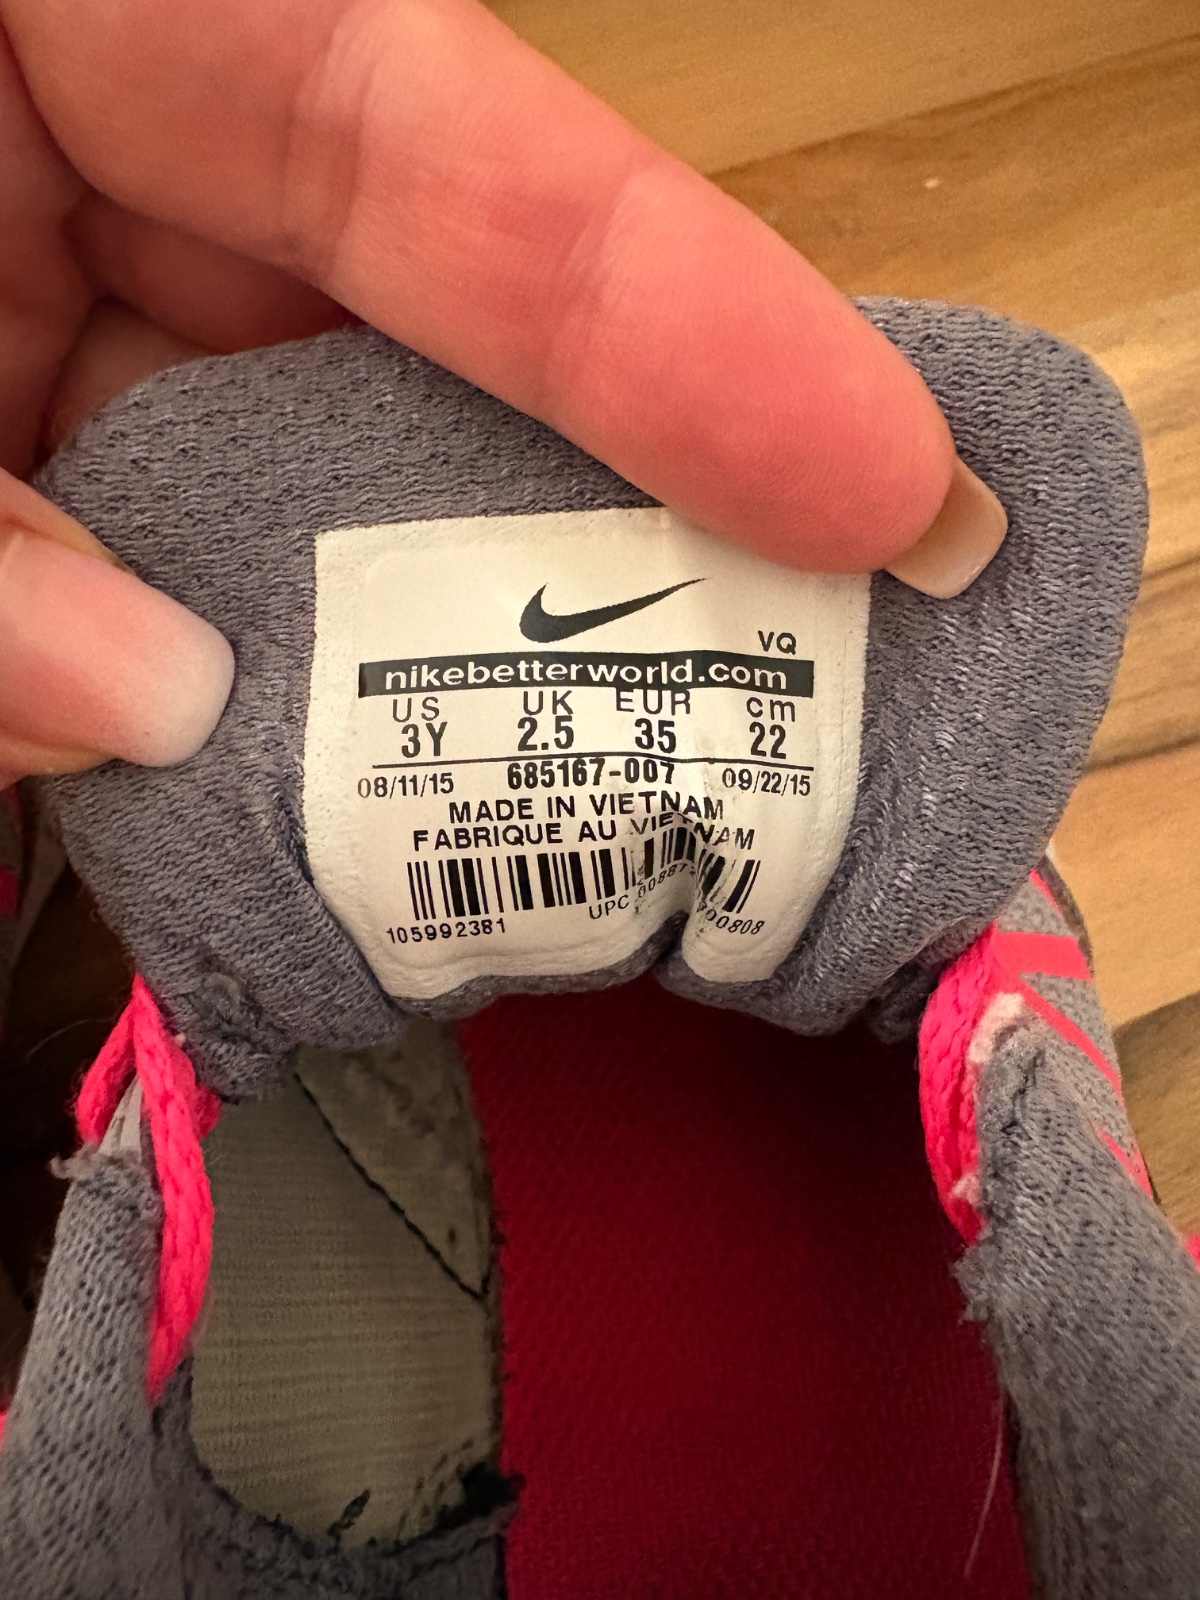 VQ
nikebetterworld.com
US UK EUR cm
3Y 2.5 35 22
08/11/15 685167-007 09/22/15
MADE IN VIETNAM
FABRIQUE AU VIETNAM
105992381 UPC